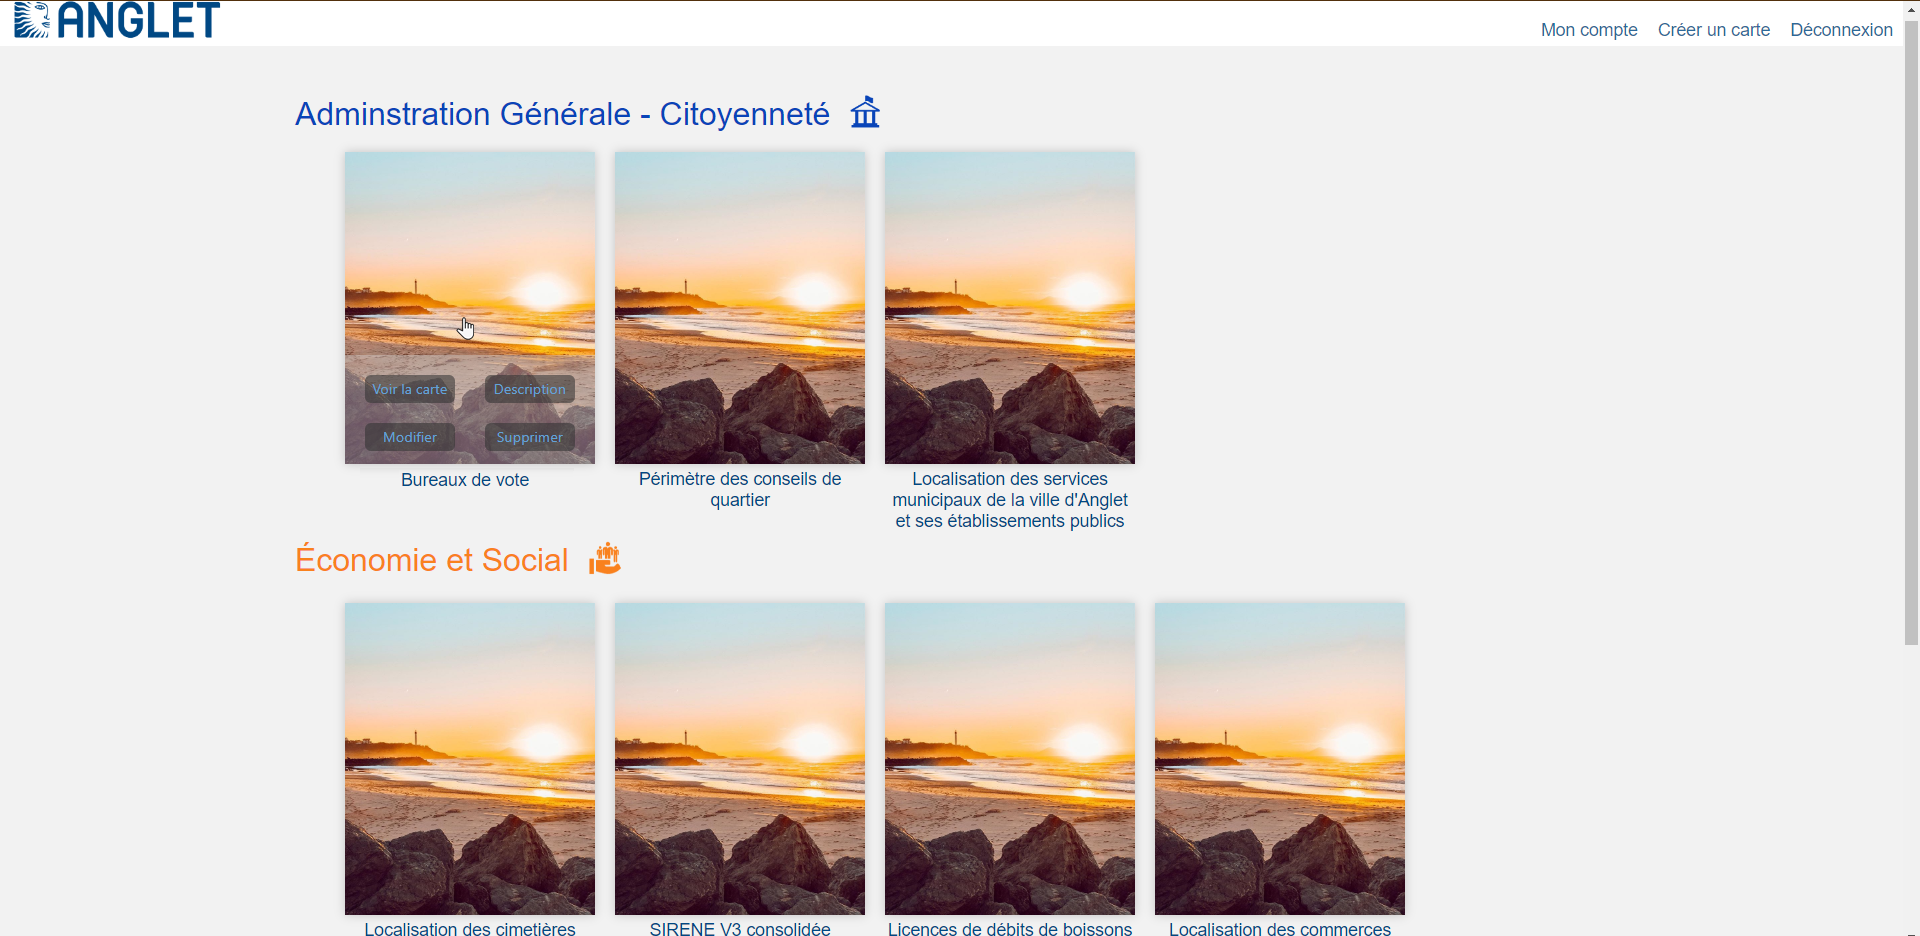 ANGLET
Mon compte Créer un carte Déconnexion
Adminstration Générale - Citoyenneté
Voir la carte Description
Modifier Supprimer
Bureaux de vote
Périmètre des conseils de
quartier
Localisation des services
municipaux de la ville d'Anglet
et ses établissements publics
Économie et Social
Localisation des cimetières
SIRENE V3 consolidée
Licences de débits de boissons
Localisation des commerces